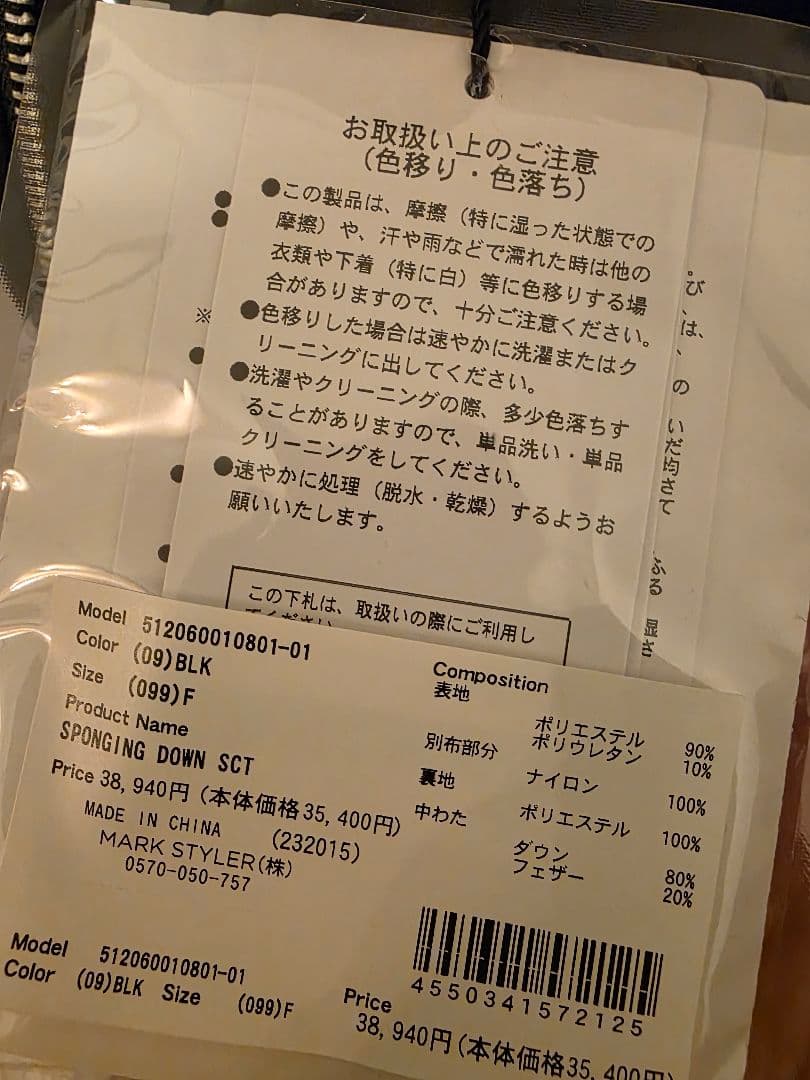 お取扱い上のご注意
(色移り・色落ち)
●この製品は、摩擦(特に湿った状態での
摩擦)や、汗や雨などで濡れた時は他の
衣類や下着(特に白)等に色移りする場
合がありますので、十分ご注意ください。
●色移りした場合は速やかに洗濯またはク
リーニングに出してください。
●洗濯やクリーニングの際、多少色落ちす
ることがありますので、単品洗い・単品
クリーニングをしてください。
●速やかに処理(脱水・乾燥)するようお
願いいたします。
※
。び
、は、
、の
いだ
均さて
ふる
显さ
この下札は、取扱いの際にご利用し
Model 512060010801-01
Color (09)BLK
Size (099)F
Product Name
SPONGING DOWN SCT
Price 38,940円(本体価格35,400円)
MADE IN CHINA (232015)
MARK STYLER(株)
0570-050-757
Composition
表地 ポリエステル 90%
ポリウレタン 10%
別布部分 ナイロン 100%
裏地 ポリエステル 100%
中わた ダウン 80%
フェザー 20%
4550341572125
Model 512060010801-01
Color (09)BLK Size (099)F
Price
38,940円(本体価格35,400円)